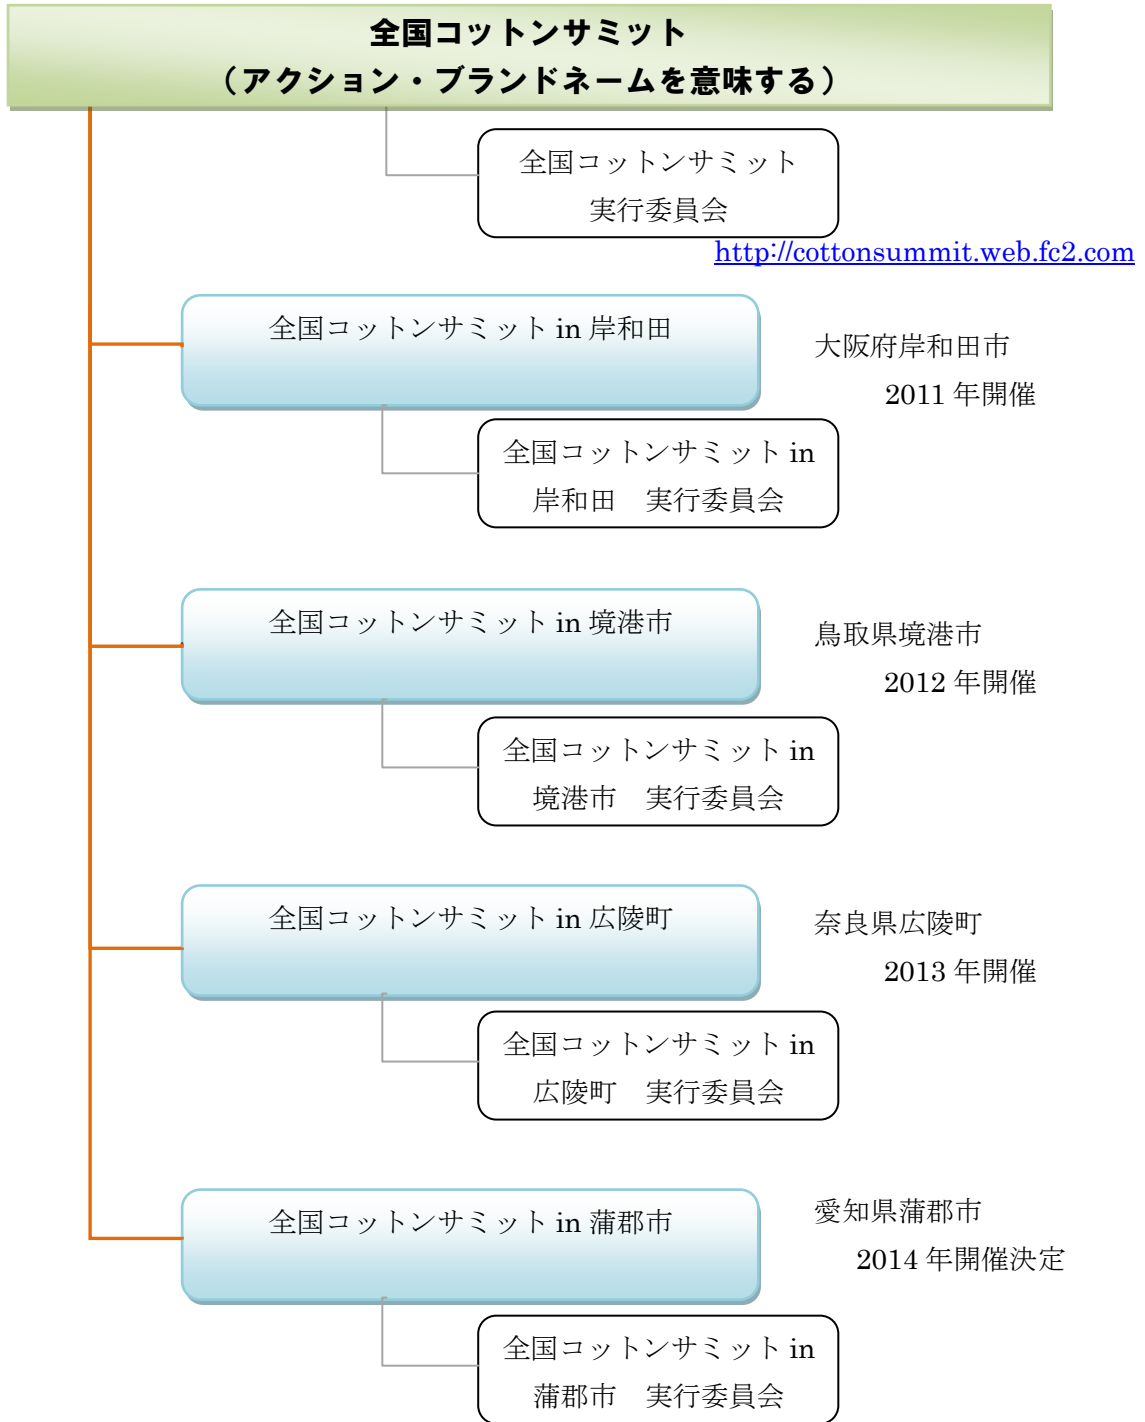 全国コットンサミット
（アクション・ブランドネームを意味する）
全国コットンサミット
実行委員会
http://cottonsummit.web.fc2.com
全国コットンサミット in 岸和田
大阪府岸和田市
2011 年開催
全国コットンサミット in
岸和田　実行委員会
全国コットンサミット in 境港市
鳥取県境港市
2012 年開催
全国コットンサミット in
境港市　実行委員会
全国コットンサミット in 広陵町
奈良県広陵町
2013 年開催
全国コットンサミット in
広陵町　実行委員会
全国コットンサミット in 蒲郡市
愛知県蒲郡市
2014 年開催決定
全国コットンサミット in
蒲郡市　実行委員会